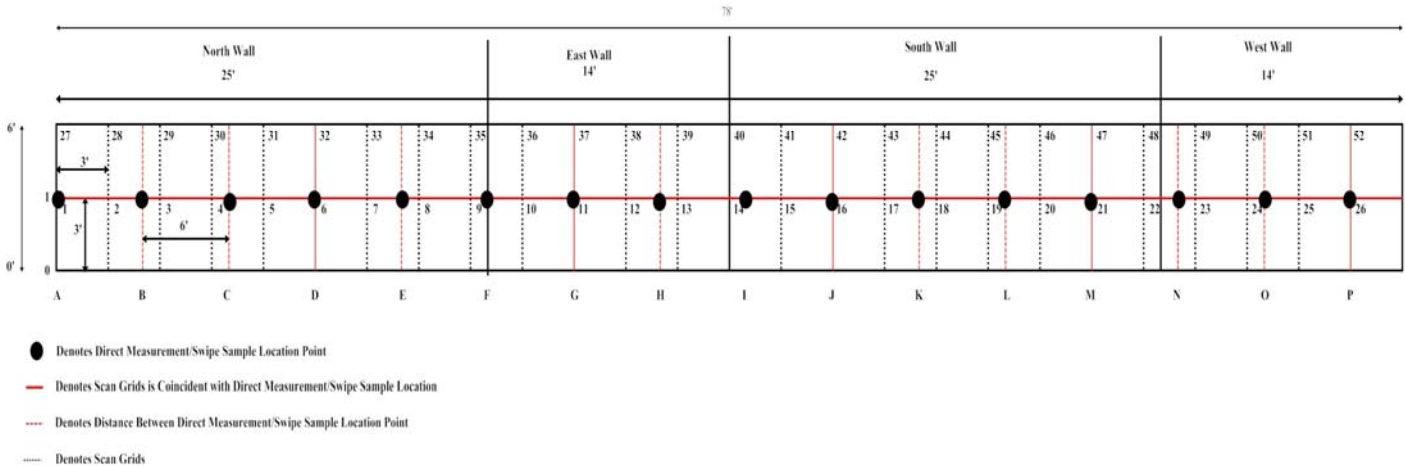 78'
North Wall
25'
East Wall
14'
South Wall
25'
West Wall
14'
6'
27 28 29 30 31 32 33 34 35 36 37 38 39 40 41 42 43 44 45 46 47 48 49 50 51 52
3'
1
1 2 3 4 5 6 7 8 9 10 11 12 13 14 15 16 17 18 19 20 21 22 23 24 25 26
3'
6'
0'
0
A B C D E F G H I J K L M N O P
Denotes Direct Measurement/Swipe Sample Location Point
Denotes Scan Grids is Coincident with Direct Measurement/Swipe Sample Location
Denotes Distance Between Direct Measurement/Swipe Sample Location Point
Denotes Scan Grids